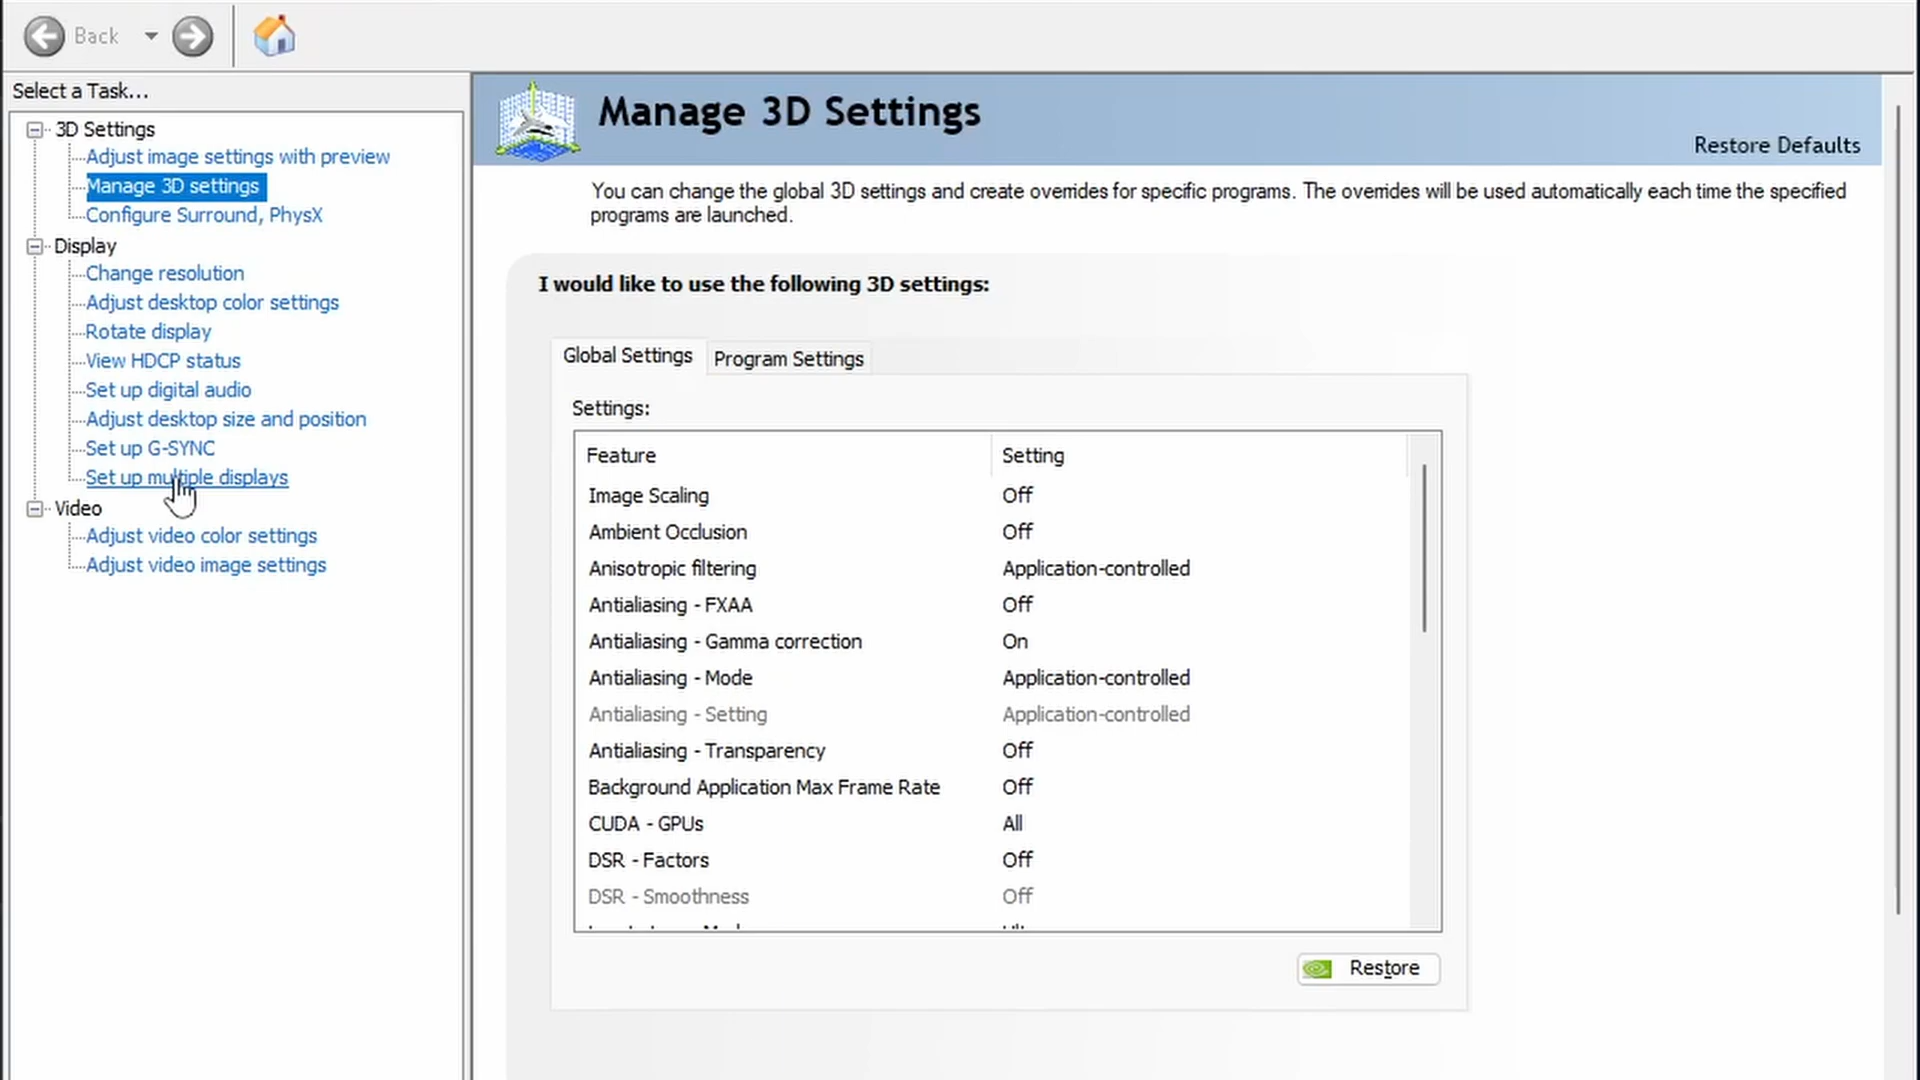 Back
Select a Task...
3D Settings
Adjust image settings with preview
Manage 3D settings
Configure Surround, PhysX
Display
Change resolution
Adjust desktop color settings
Rotate display
View HDCP status
Set up digital audio
Adjust desktop size and position
Set up G-SYNC
Set up multiple displays
Video
Adjust video color settings
Adjust video image settings
Manage 3D Settings
Restore Defaults
You can change the global 3D settings and create overrides for specific programs. The overrides will be used automatically each time the specified
programs are launched.
I would like to use the following 3D settings:
Global Settings Program Settings
Settings:
Feature Setting
Image Scaling Off
Ambient Occlusion Off
Anisotropic filtering Application-controlled
Antialiasing - FXAA Off
Antialiasing - Gamma correction On
Antialiasing - Mode Application-controlled
Antialiasing - Setting Application-controlled
Antialiasing - Transparency Off
Background Application Max Frame Rate Off
CUDA - GPUs All
DSR - Factors Off
DSR - Smoothness Off
Restore